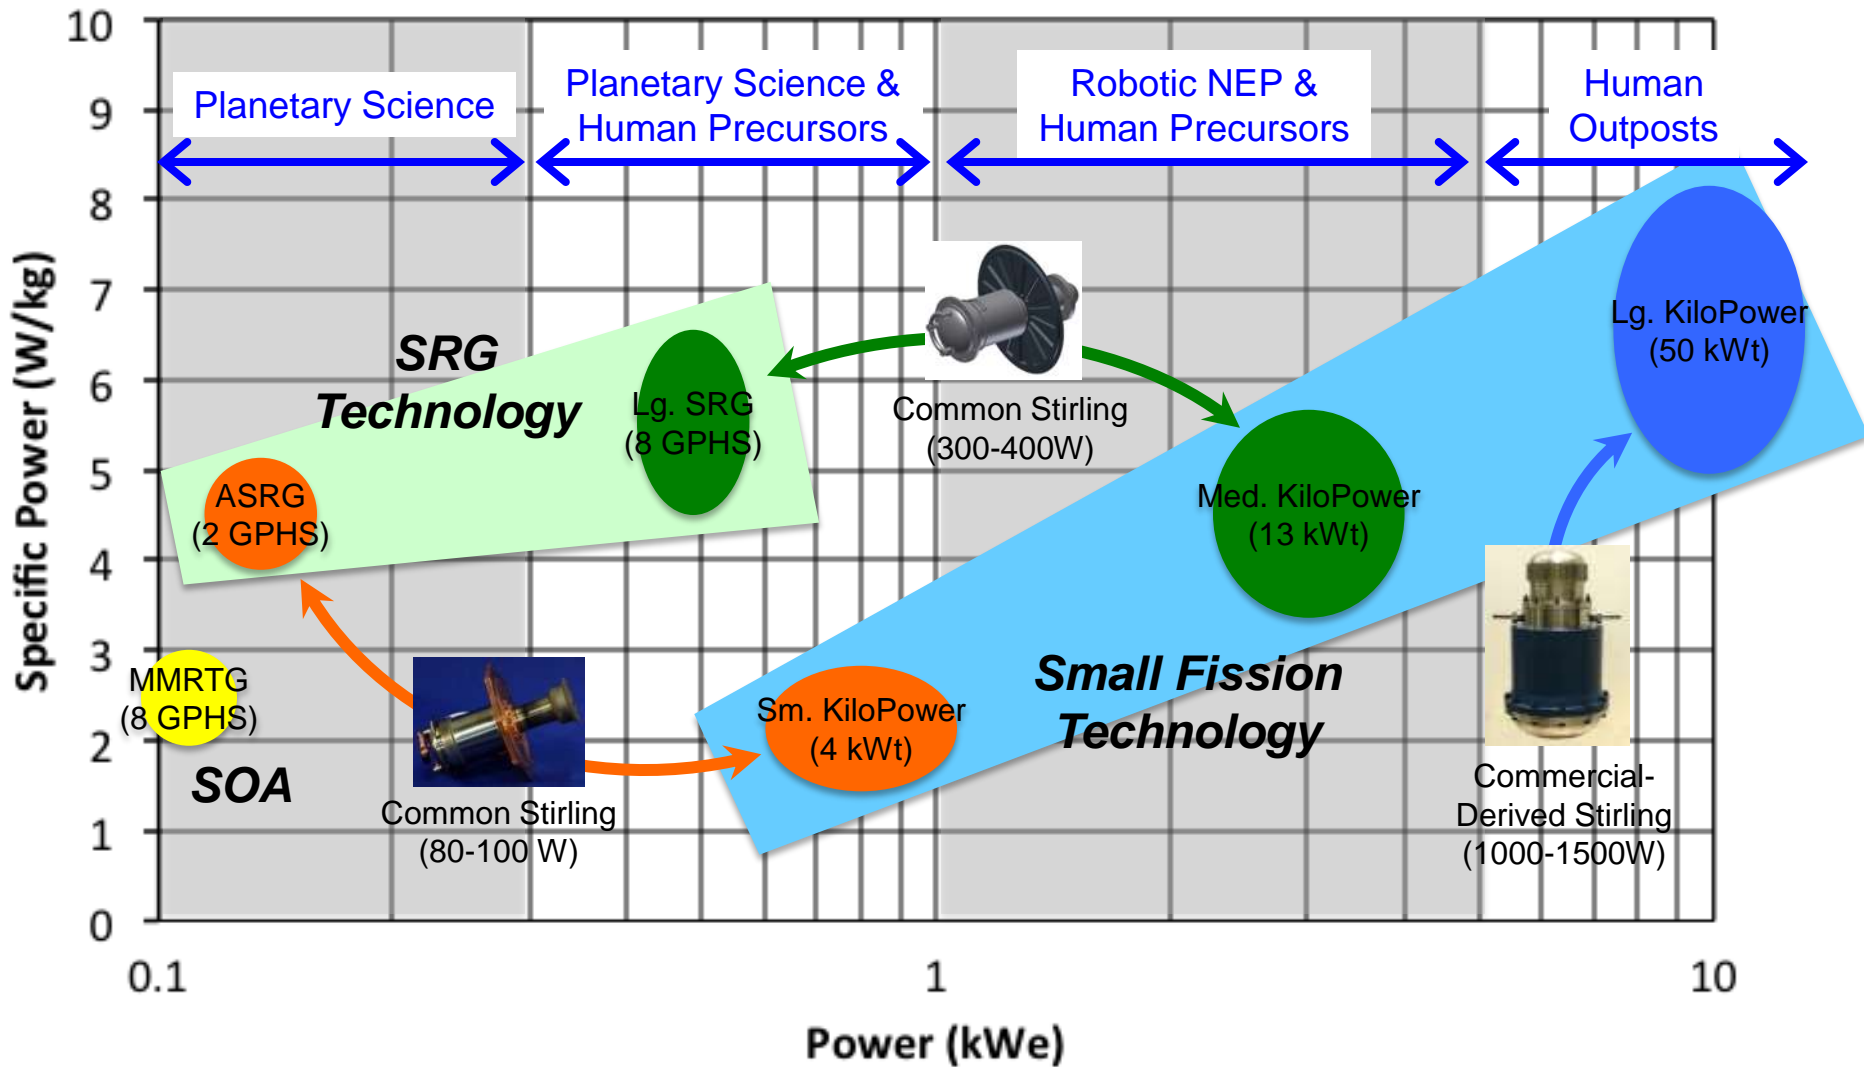 10
9
8
7
6
5
4
3
2
1
0
Specific Power (W/kg)
Planetary Science
Planetary Science &
Human Precursors
Robotic NEP &
Human Precursors
Human
Outposts
SRG
Technology
Lg. SRG
(8 GPHS)
ASRG
(2 GPHS)
MMRTG
(8 GPHS)
SOA
Common Stirling
(80-100 W)
Common Stirling
(300-400W)
Lg. KiloPower
(50 kWt)
Med. KiloPower
(13 kWt)
Sm. KiloPower
(4 kWt)
Small Fission
Technology
Commercial-
Derived Stirling
(1000-1500W)
0.1
1
10
Power (kWe)